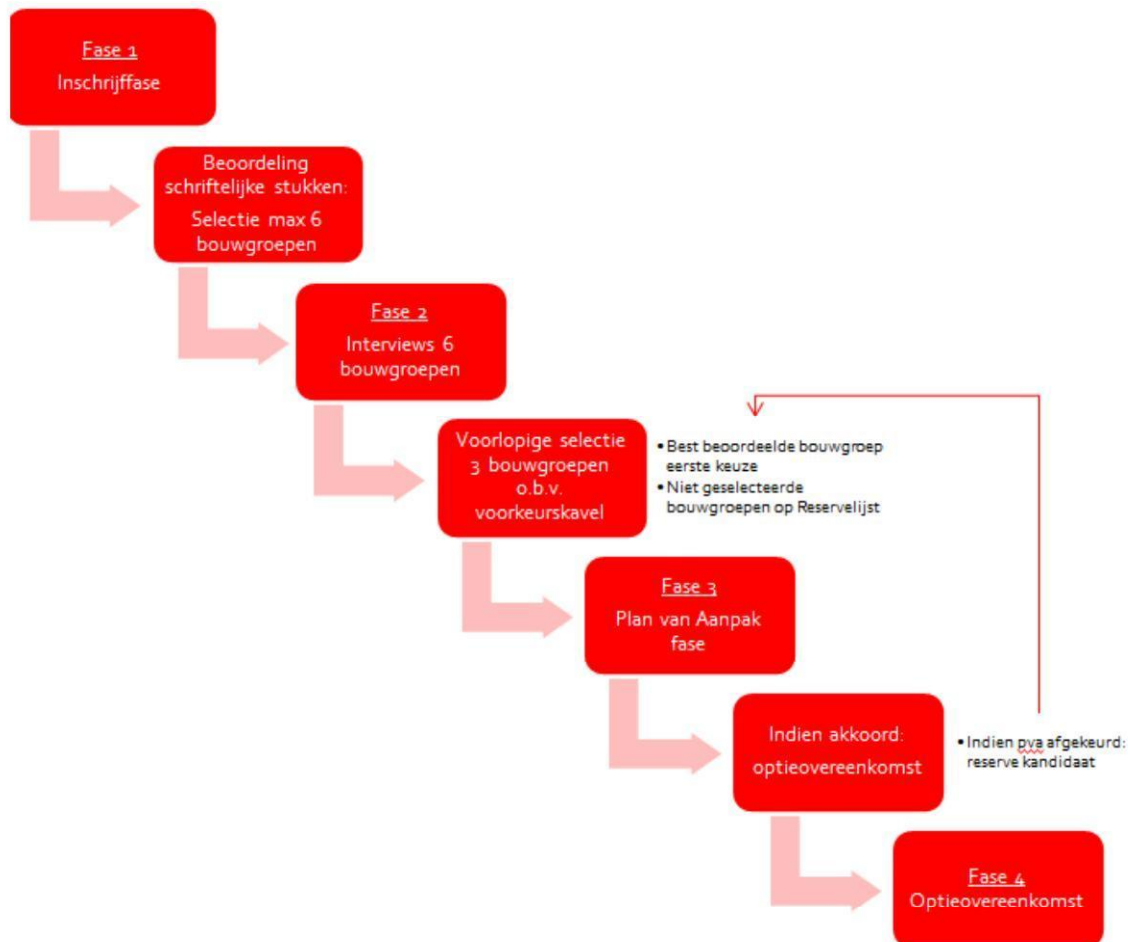 Fase 1
Inschrijffase
Beoordeling
schriftelijke stukken:
Selectie max 6
bouwgroepen
Fase 2
Interviews 6
bouwgroepen
Voorlopige selectie
3 bouwgroepen
o.b.v.
voorkeurskavel
• Best beoordeelde bouwgroep
eerste keuze
• Niet geselecteerde
bouwgroepen op Reservelijst
Fase 3
Plan van Aanpak
fase
Indien akkoord:
optieovereenkomst
• Indien pva afgekeurd:
reserve kandidaat
Fase 4
Optieovereenkomst